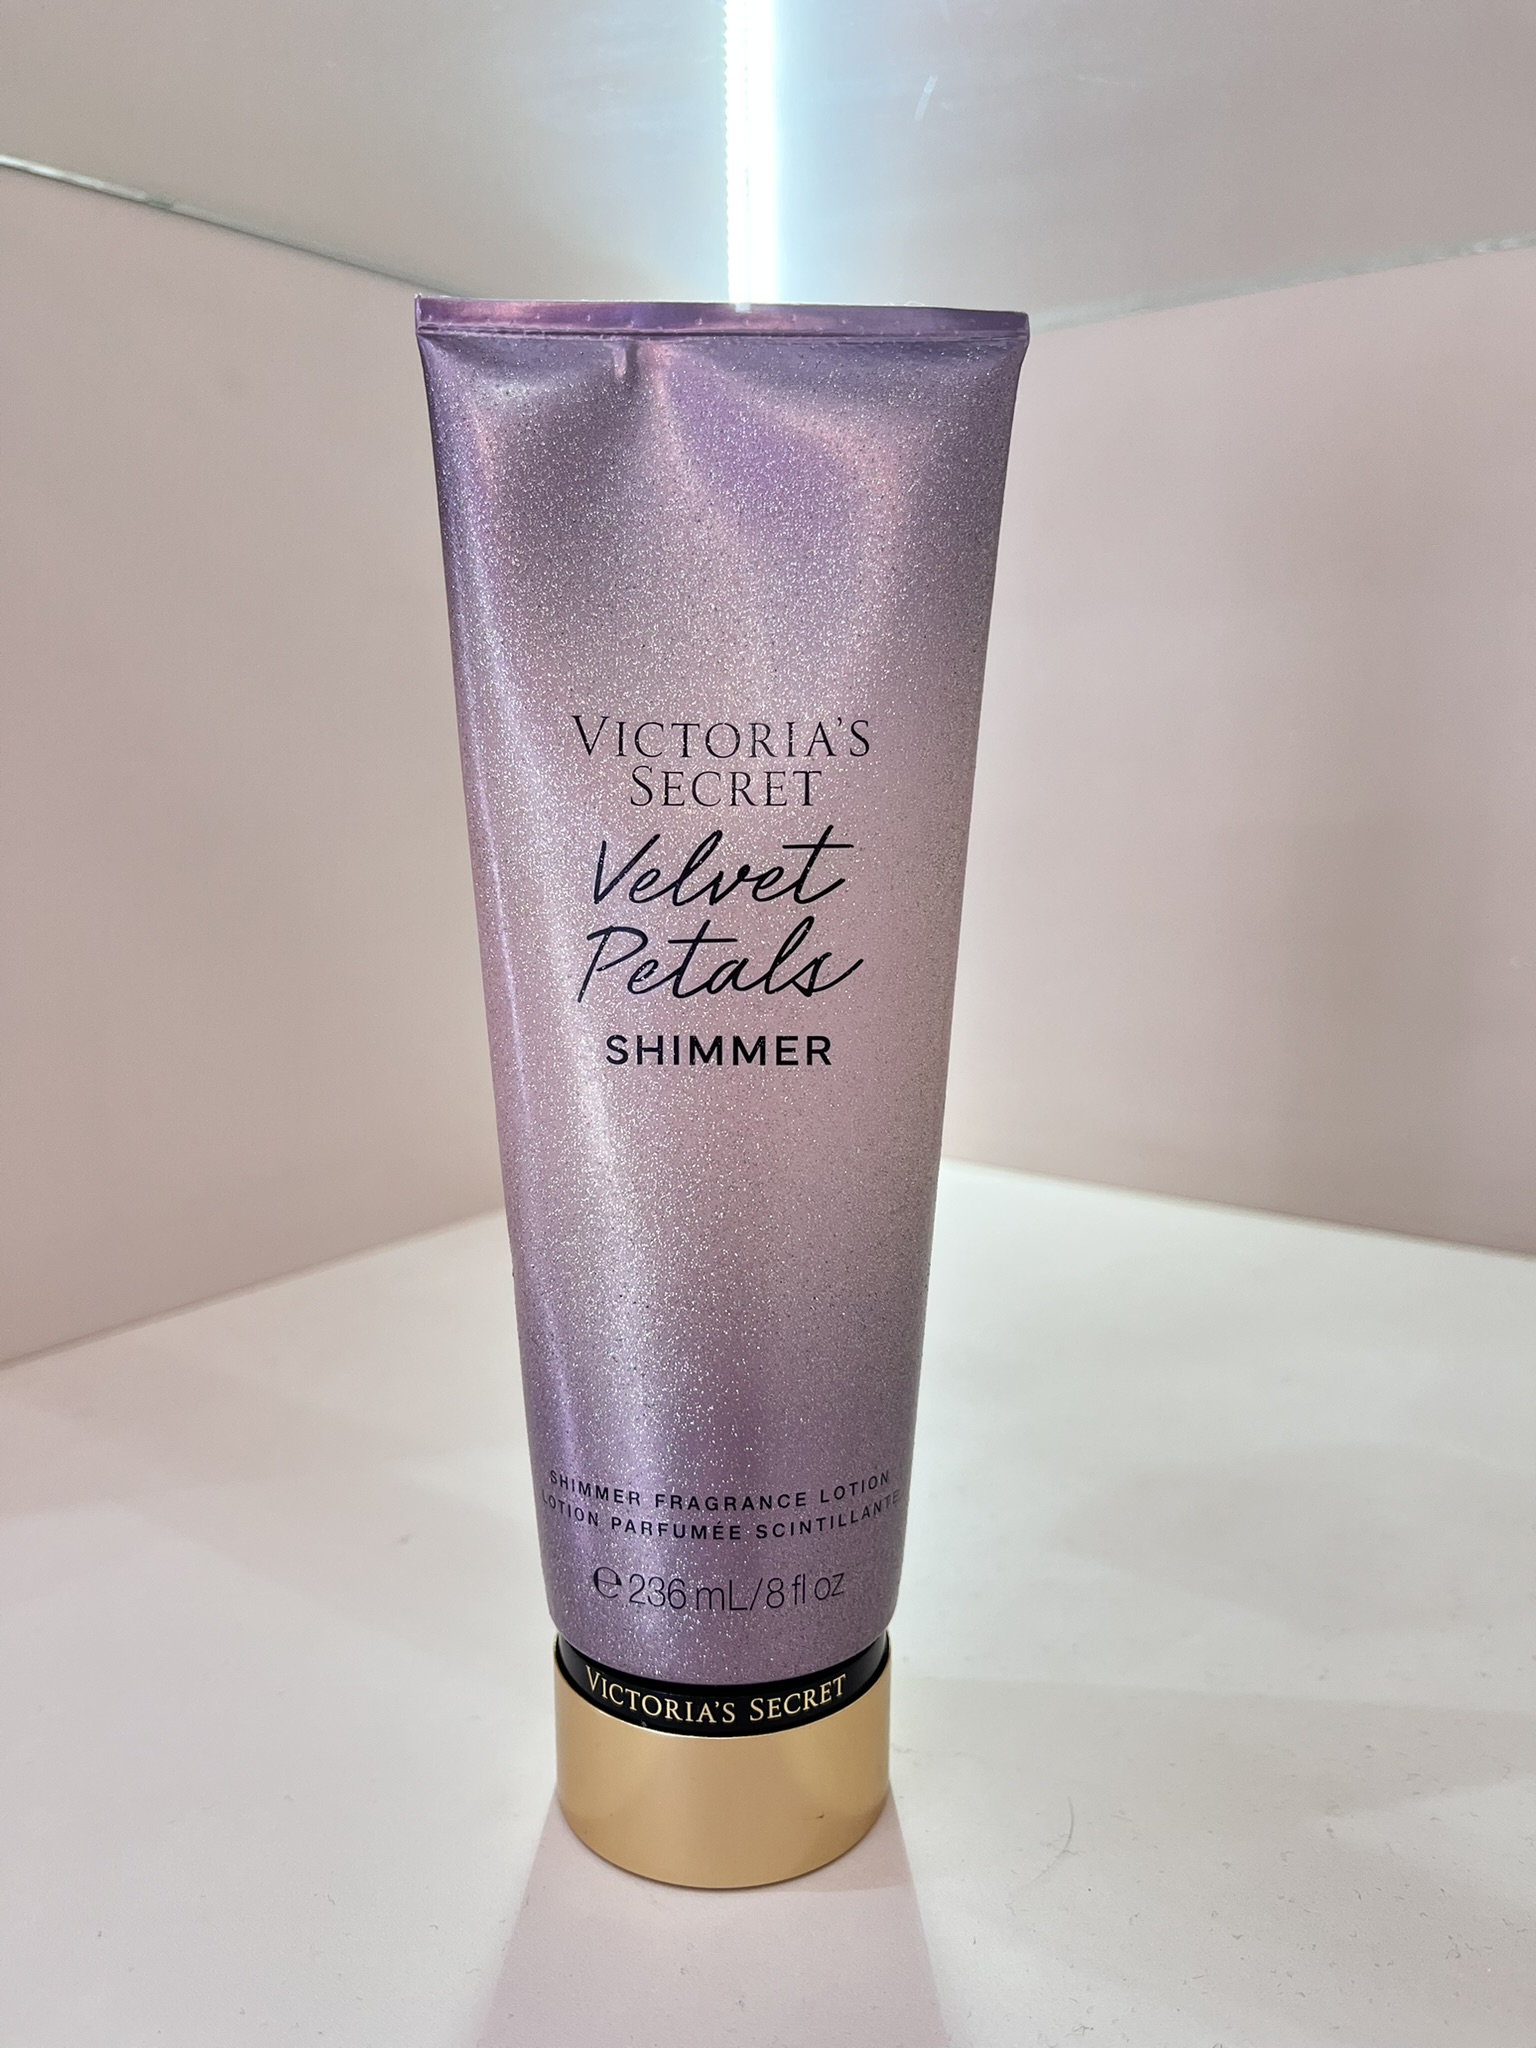 VICTORIA'S
SECRET
Velvet
Petals
SHIMMER
SHIMMER FRAGRANCE LOTION
LOTION PARFUMÉE SCINTILLANTE
℮ 236 mL/8 fl oz
VICTORIA'S SECRET